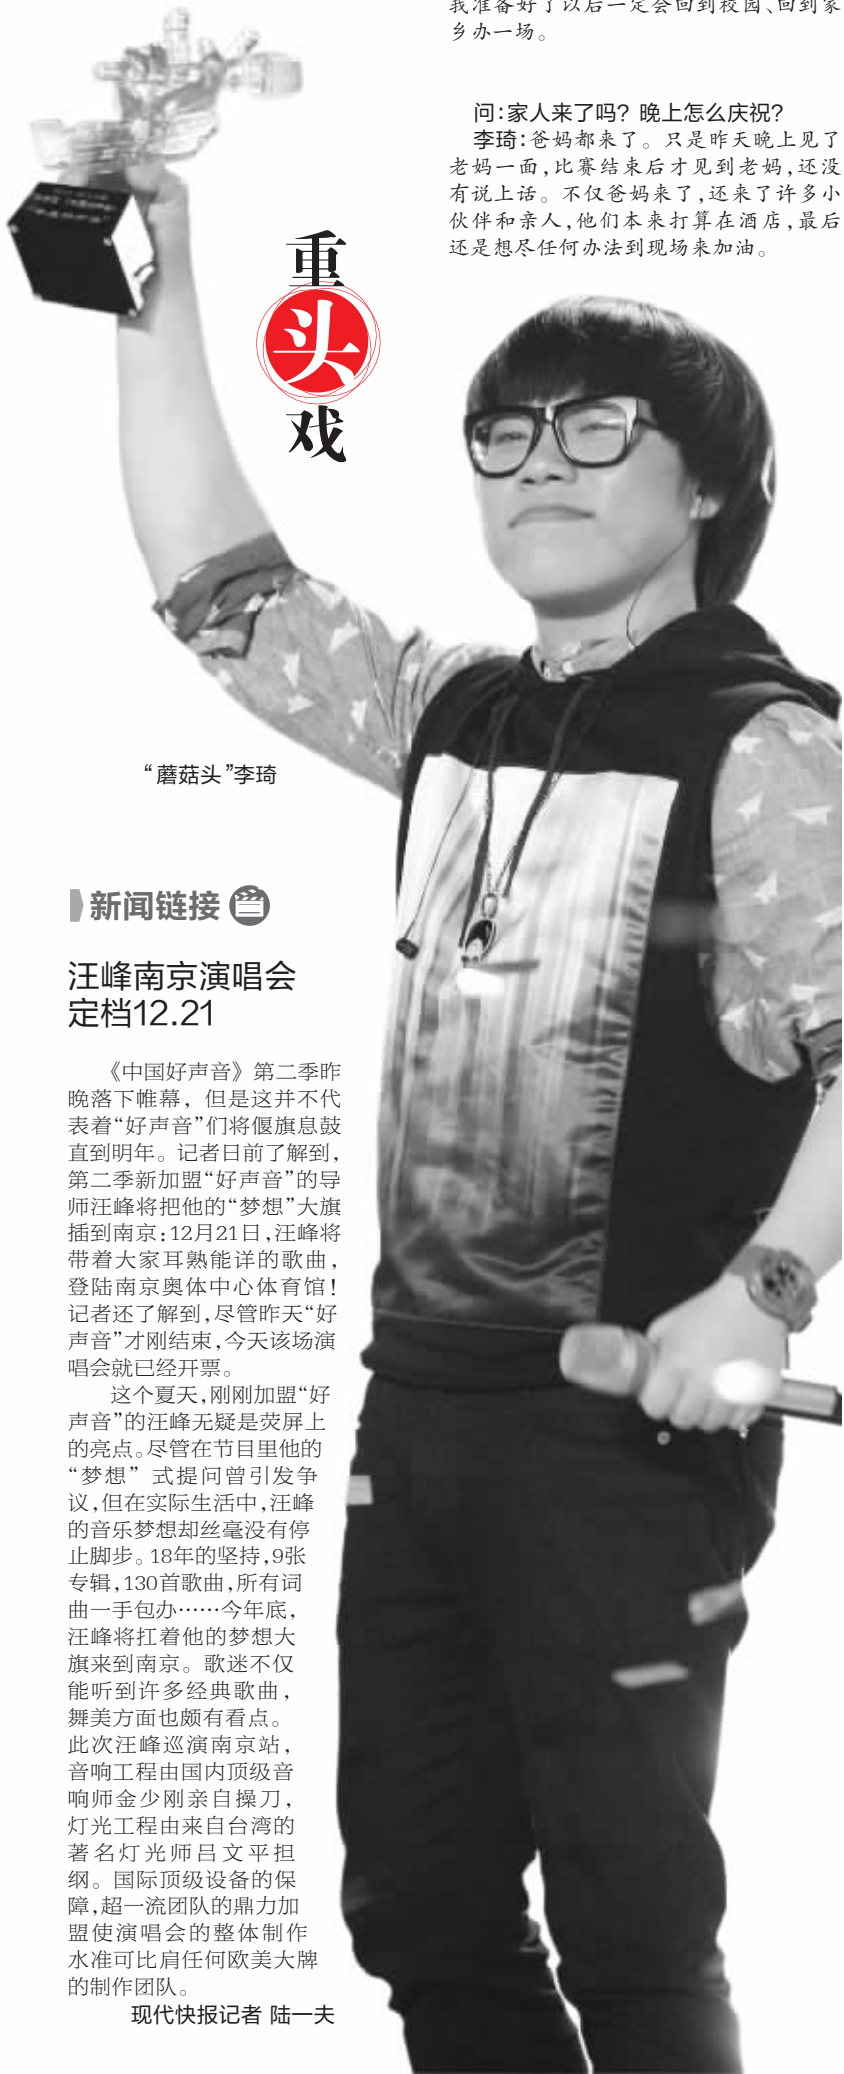 我准备好了以后一定会回到校园、回到家
乡办一场。
问:家人来了吗？晚上怎么庆祝？
李琦:爸妈都来了。只是昨天晚上见了
老妈一面,比赛结束后才见到老妈,还没
有说上话。不仅爸妈来了,还来了许多小
伙伴和亲人,他们本来打算在酒店,最后
还是想尽任何办法到现场来加油。
重
头
戏
“蘑菇头”李琦
新闻链接
汪峰南京演唱会
定档12.21
《中国好声音》第二季昨
晚落下帷幕，但是这并不代
表着“好声音”们将偃旗息鼓
直到明年。记者日前了解到,
第二季新加盟“好声音”的导
师汪峰将把他的“梦想”大旗
插到南京:12月21日,汪峰将
带着大家耳熟能详的歌曲,
登陆南京奥体中心体育馆!
记者还了解到,尽管昨天“好
声音”才刚结束,今天该场演
唱会就已经开票。
这个夏天,刚刚加盟“好
声音”的汪峰无疑是荧屏上
的亮点。尽管在节目里他的
“梦想”式提问曾引发争
议,但在实际生活中,汪峰
的音乐梦想却丝毫没有停
止脚步。18年的坚持,9张
专辑,130首歌曲,所有词
曲一手包办……今年底,
汪峰将扛着他的梦想大
旗来到南京。歌迷不仅
能听到许多经典歌曲,
舞美方面也颇有看点。
此次汪峰巡演南京站,
音响工程由国内顶级音
响师金少刚亲自操刀,
灯光工程由来自台湾的
著名灯光师吕文平担
纲。国际顶级设备的保
障,超一流团队的鼎力加
盟使演唱会的整体制作
水准可比肩任何欧美大牌
的制作团队。
现代快报记者 陆一夫